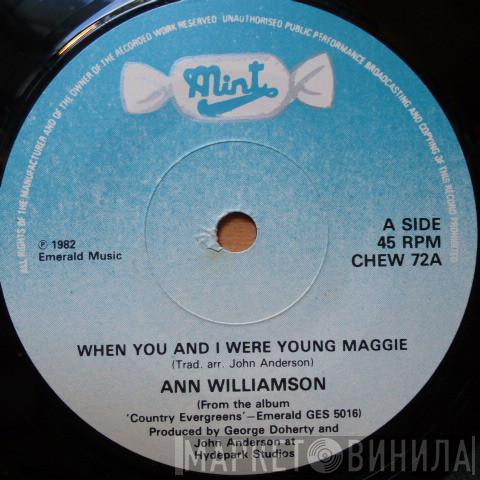 ALL RIGHTS OF THE MANUFACTURER AND OF THE OWNER OF THE RECORDED WORK RESERVED UNAUTHORISED PUBLIC PERFORMANCE BROADCASTING AND COPYING OF THIS RECORD PROHIBITED
Mint
℗ 1982
Emerald Music
A SIDE
45 RPM
CHEW 72A
WHEN YOU AND I WERE YOUNG MAGGIE
(Trad. arr. John Anderson)
ANN WILLIAMSON
(From the album
'Country Evergreens'—Emerald GES 5016)
Produced by George Doherty and
John Anderson at
Hydepark Studios
МАРКЕТ ВИНИЛА